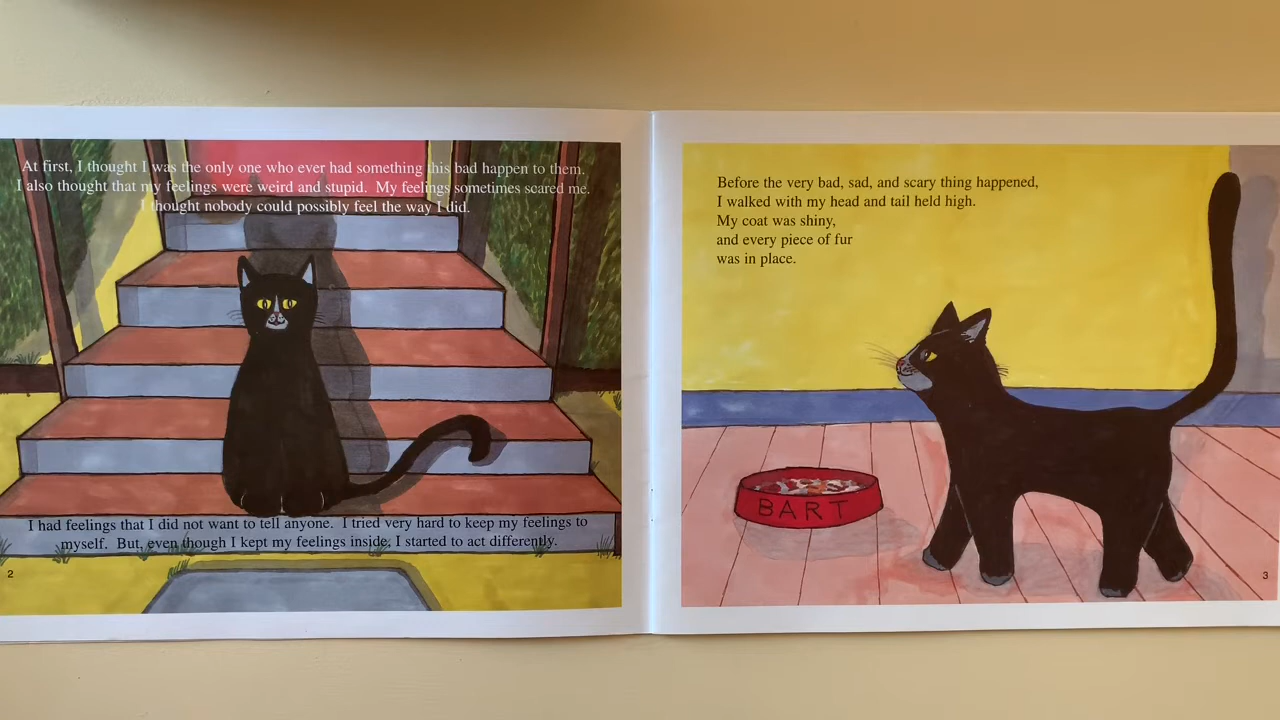 At first, I thought I was the only one who ever had something this bad happen to them.
I also thought that my feelings were weird and stupid.  My feelings sometimes scared me.
I thought nobody could possibly feel the way I did.
I had feelings that I did not want to tell anyone.  I tried very hard to keep my feelings to
myself.  But, even though I kept my feelings inside, I started to act differently.
2
Before the very bad, sad, and scary thing happened,
I walked with my head and tail held high.
My coat was shiny,
and every piece of fur
was in place.
BART
3